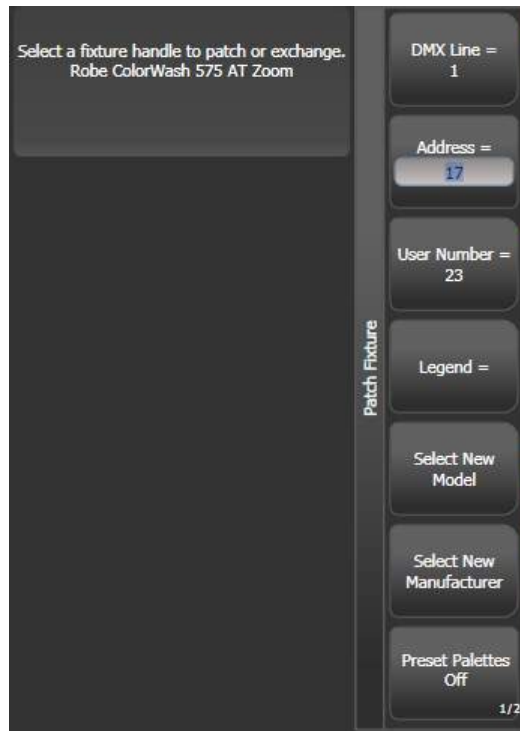 Select a fixture handle to patch or exchange.
Robe ColorWash 575 AT Zoom
Patch Fixture
DMX Line =
1
Address =
17
User Number =
23
Legend =
Select New
Model
Select New
Manufacturer
Preset Palettes
Off
1/2